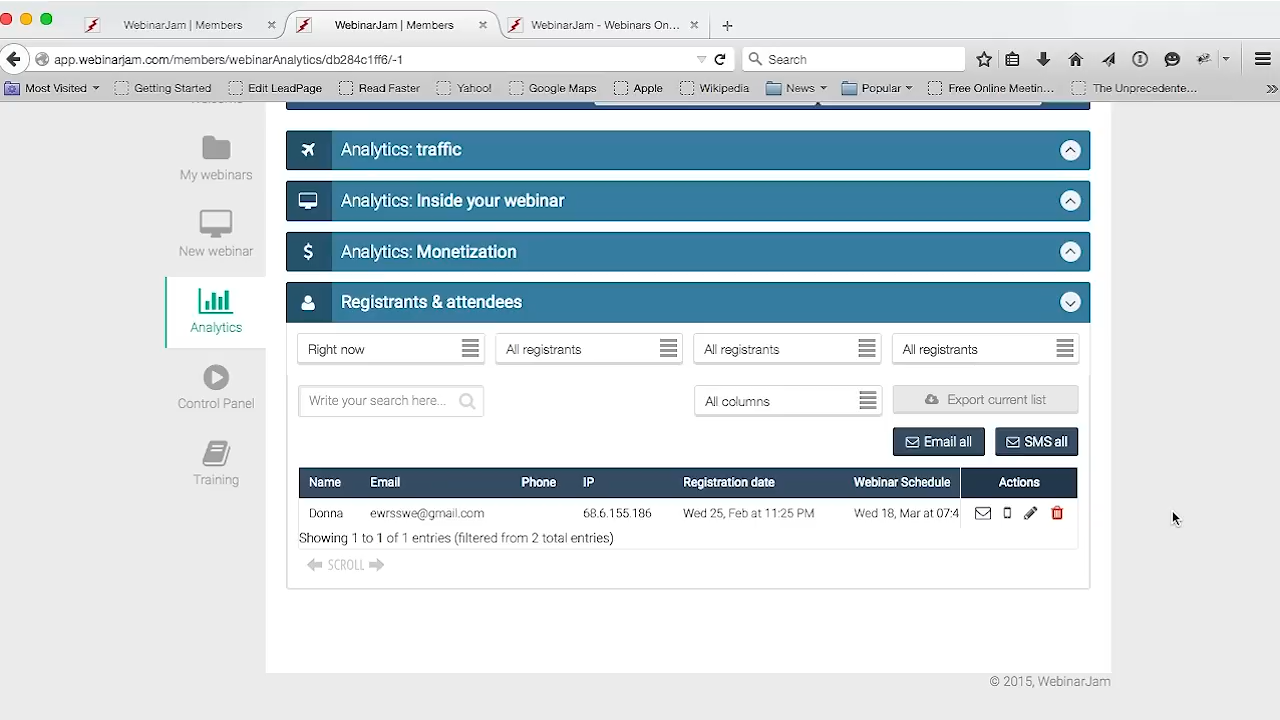 WebinarJam | Members
WebinarJam | Members
WebinarJam - Webinars On...
app.webinarjam.com/members/webinarAnalytics/db284c1ff6/-1
Search
Most Visited
Getting Started
Edit LeadPage
Read Faster
Yahoo!
Google Maps
Apple
Wikipedia
News
Popular
Free Online Meetin...
The Unprecedente...
Welcome
My webinars
New webinar
Analytics
Control Panel
Training
Analytics: traffic
Analytics: Inside your webinar
Analytics: Monetization
Registrants & attendees
Right now
All registrants
All registrants
All registrants
Write your search here...
All columns
Export current list
Email all
SMS all
Name Email Phone IP Registration date Webinar Schedule Actions
Donna ewrsswe@gmail.com 68.6.155.186 Wed 25, Feb at 11:25 PM Wed 18, Mar at 07:4
Showing 1 to 1 of 1 entries (filtered from 2 total entries)
SCROLL
© 2015, WebinarJam